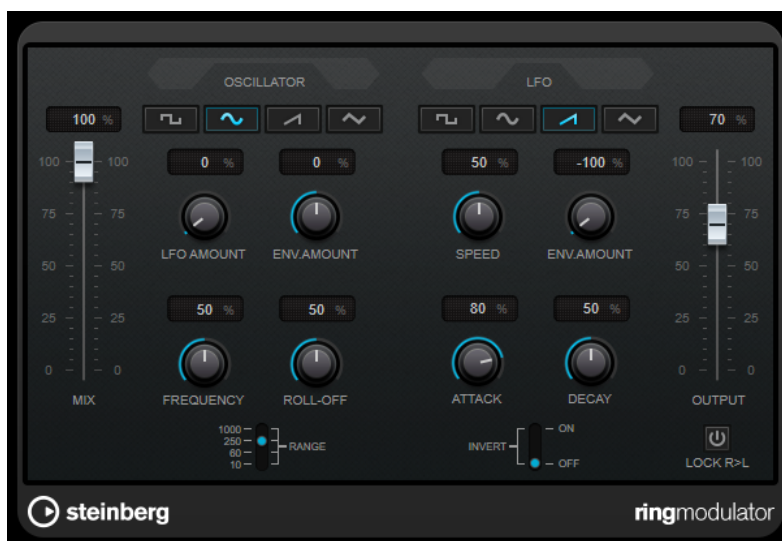 OSCILLATOR
LFO
100 %
70 %
0 %
0 %
50 %
-100 %
100 100
75 75
50 50
25 25
0 0
MIX
LFO AMOUNT
ENV.AMOUNT
SPEED
ENV.AMOUNT
100 100
75 75
50 50
25 25
0 0
OUTPUT
50 %
50 %
80 %
50 %
FREQUENCY
ROLL-OFF
ATTACK
DECAY
1000
250
60
10
RANGE
INVERT
ON
OFF
LOCK R>L
steinberg
ringmodulator